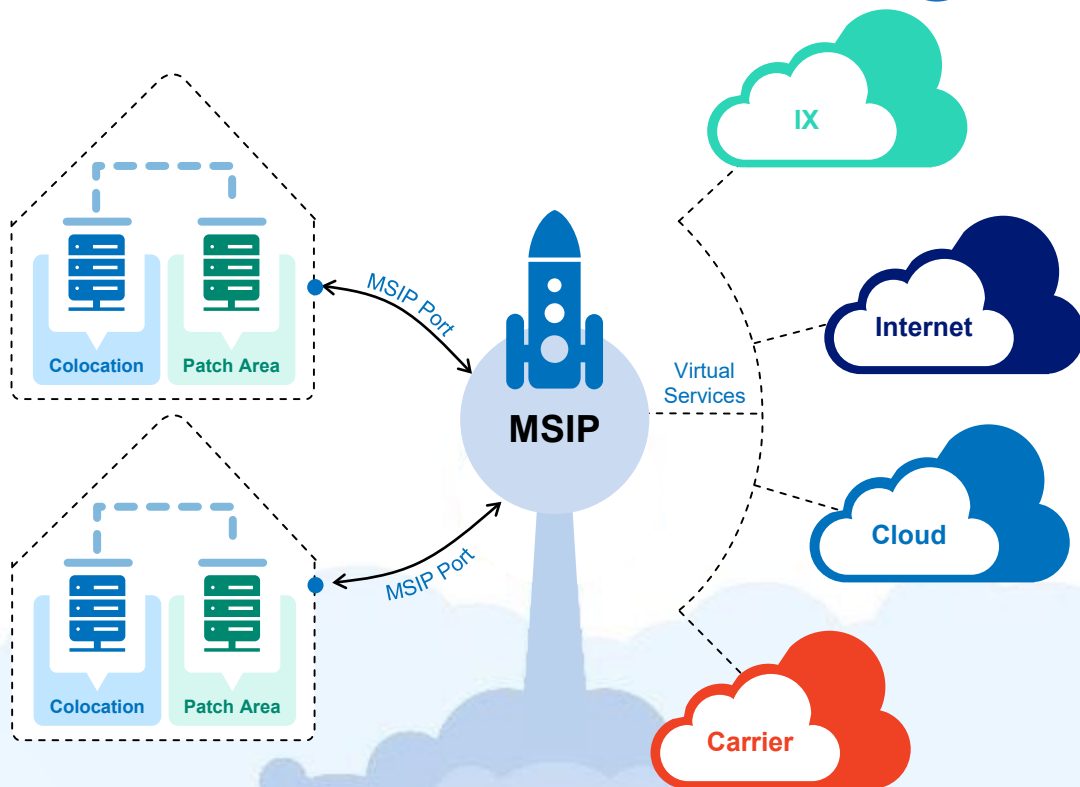 IX
MSIP Port
Internet
Virtual
Services
Colocation
Patch Area
MSIP
Cloud
MSIP Port
Colocation
Patch Area
Carrier